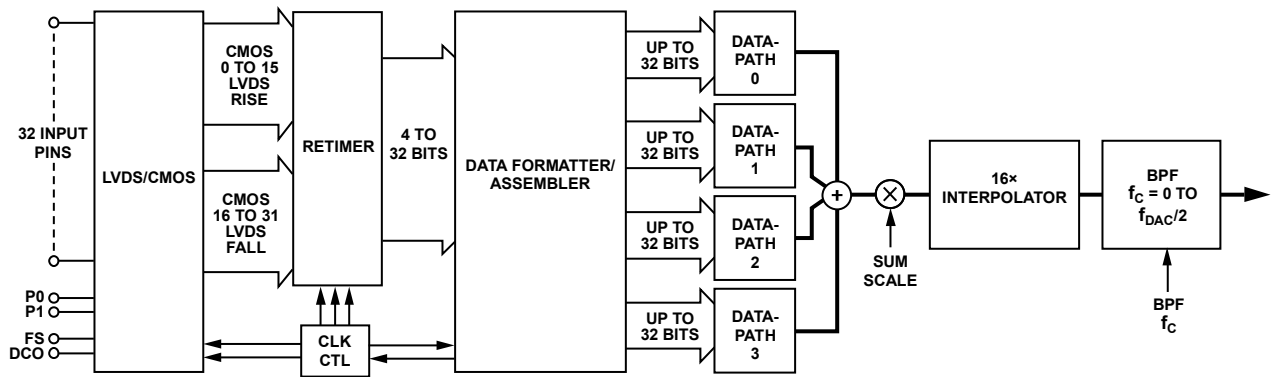 32 INPUT
PINS
P0
P1
FS
DCO
LVDS/CMOS
CMOS
0 TO 15
LVDS
RISE
CMOS
16 TO 31
LVDS
FALL
RETIMER
CLK
CTL
4 TO
32 BITS
DATA FORMATTER/
ASSEMBLER
UP TO
32 BITS
UP TO
32 BITS
UP TO
32 BITS
UP TO
32 BITS
DATA-
PATH
0
DATA-
PATH
1
DATA-
PATH
2
DATA-
PATH
3
+
×
SUM
SCALE
16×
INTERPOLATOR
BPF
fC = 0 TO
fDAC/2
BPF
fC